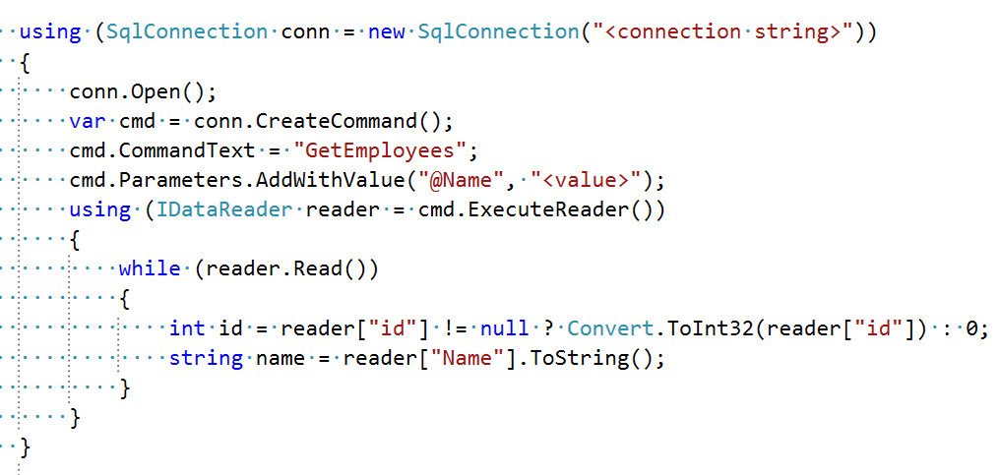 using (SqlConnection conn = new SqlConnection("<connection string>"))
{
conn.Open();
var cmd = conn.CreateCommand();
cmd.CommandText = "GetEmployees";
cmd.Parameters.AddWithValue("@Name", "<value>");
using (IDataReader reader = cmd.ExecuteReader())
{
while (reader.Read())
{
int id = reader["id"] != null ? Convert.ToInt32(reader["id"]) : 0;
string name = reader["Name"].ToString();
}
}
}